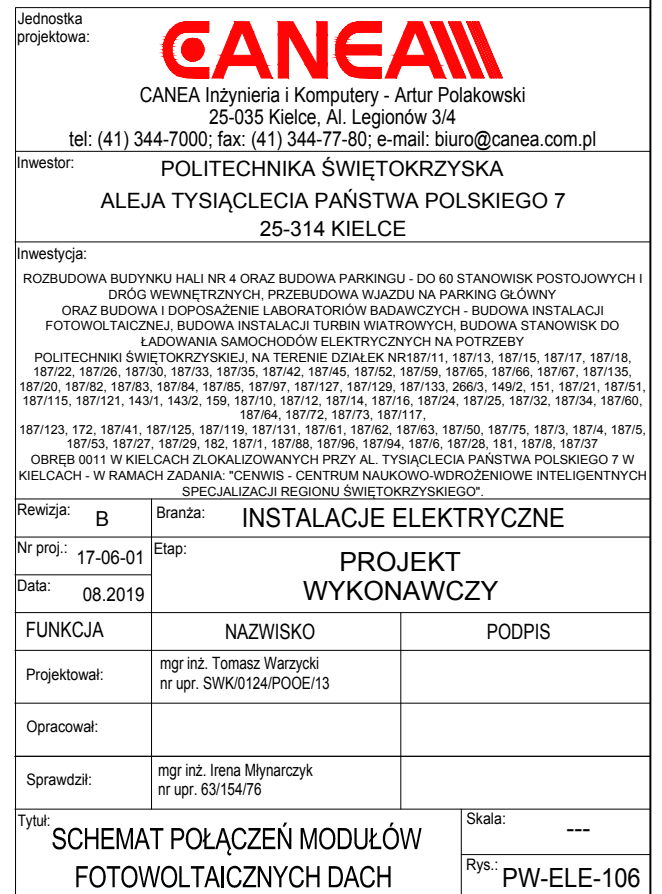 Jednostka
projektowa:
CANEA
CANEA Inżynieria i Komputery - Artur Polakowski
25-035 Kielce, Al. Legionów 3/4
tel: (41) 344-7000; fax: (41) 344-77-80; e-mail: biuro@canea.com.pl
Inwestor:
POLITECHNIKA ŚWIĘTOKRZYSKA
ALEJA TYSIĄCLECIA PAŃSTWA POLSKIEGO 7
25-314 KIELCE
Inwestycja:
ROZBUDOWA BUDYNKU HALI NR 4 ORAZ BUDOWA PARKINGU - DO 60 STANOWISK POSTOJOWYCH I
DRÓG WEWNĘTRZNYCH, PRZEBUDOWA WJAZDU NA PARKING GŁÓWNY
ORAZ BUDOWA I DOPOSAŻENIE LABORATORIÓW BADAWCZYCH - BUDOWA INSTALACJI
FOTOWOLTAICZNEJ, BUDOWA INSTALACJI TURBIN WIATROWYCH, BUDOWA STANOWISK DO
ŁADOWANIA SAMOCHODÓW ELEKTRYCZNYCH NA POTRZEBY
POLITECHNIKI ŚWIĘTOKRZYSKIEJ, NA TERENIE DZIAŁEK NR187/11, 187/13, 187/15, 187/17, 187/18,
187/22, 187/26, 187/30, 187/33, 187/35, 187/42, 187/45, 187/52, 187/59, 187/65, 187/66, 187/67, 187/135,
187/20, 187/82, 187/83, 187/84, 187/85, 187/97, 187/127, 187/129, 187/133, 266/3, 149/2, 151, 187/21, 187/51,
187/115, 187/121, 143/1, 143/2, 159, 187/10, 187/12, 187/14, 187/16, 187/24, 187/25, 187/32, 187/34, 187/60,
187/64, 187/72, 187/73, 187/117,
187/123, 172, 187/41, 187/125, 187/119, 187/131, 187/61, 187/62, 187/63, 187/50, 187/75, 187/3, 187/4, 187/5,
187/53, 187/27, 187/29, 182, 187/1, 187/88, 187/96, 187/94, 187/6, 187/28, 181, 187/8, 187/37
OBRĘB 0011 W KIELCACH ZLOKALIZOWANYCH PRZY AL. TYSIĄCLECIA PAŃSTWA POLSKIEGO 7 W
KIELCACH - W RAMACH ZADANIA: "CENWIS - CENTRUM NAUKOWO-WDROŻENIOWE INTELIGENTNYCH
SPECJALIZACJI REGIONU ŚWIĘTOKRZYSKIEGO".
Rewizja: B Branża: INSTALACJE ELEKTRYCZNE
Nr proj.: 17-06-01 Etap: PROJEKT
Data: 08.2019 WYKONAWCZY
FUNKCJA NAZWISKO PODPIS
Projektował: mgr inż. Tomasz Warzycki
nr upr. SWK/0124/POOE/13
Opracował:
Sprawdził: mgr inż. Irena Młynarczyk
nr upr. 63/154/76
Tytuł: SCHEMAT POŁĄCZEŃ MODUŁÓW
FOTOWOLTAICZNYCH DACH
Skala: ---
Rys.: PW-ELE-106